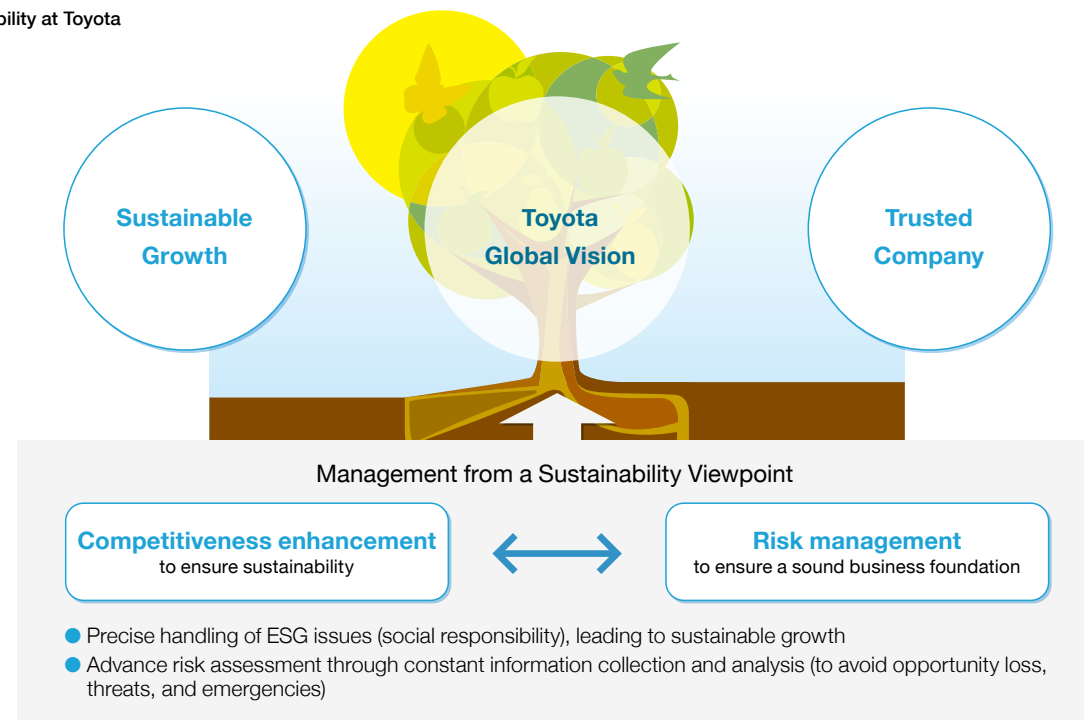 bility at Toyota
Sustainable
Growth
Toyota
Global Vision
Trusted
Company
Management from a Sustainability Viewpoint
Competitiveness enhancement
to ensure sustainability
Risk management
to ensure a sound business foundation
● Precise handling of ESG issues (social responsibility), leading to sustainable growth
● Advance risk assessment through constant information collection and analysis (to avoid opportunity loss,
threats, and emergencies)